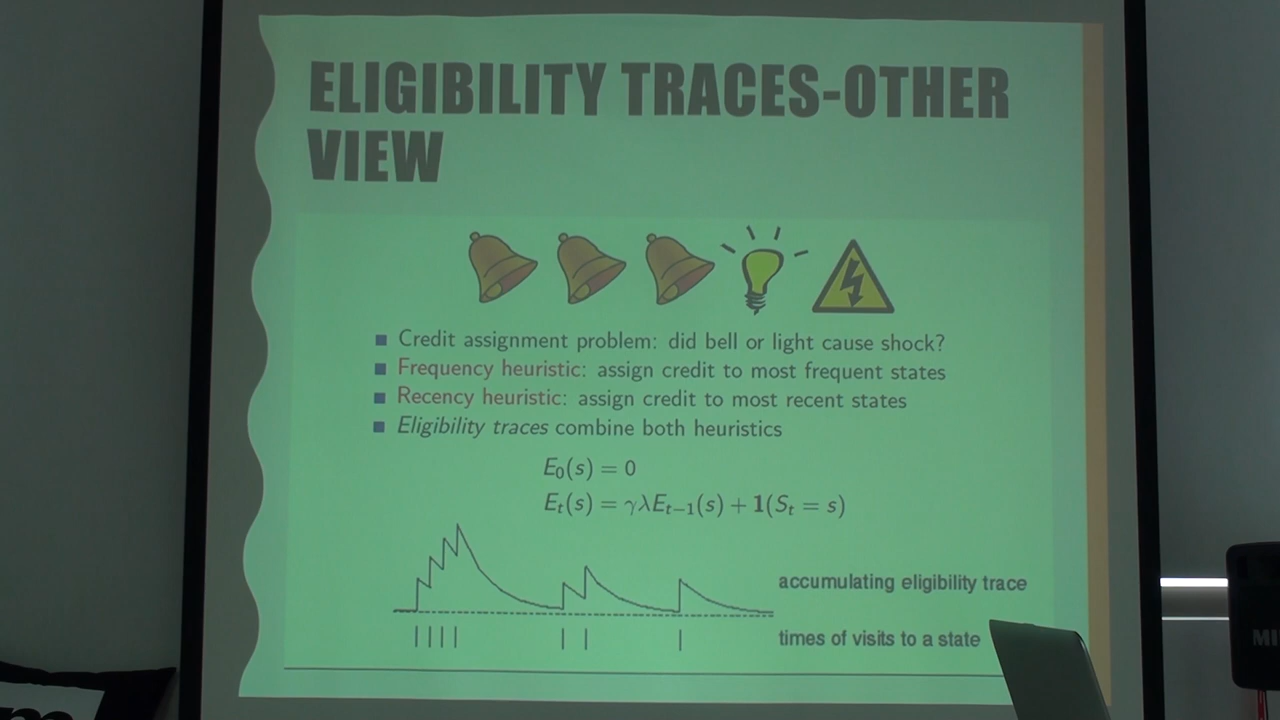 ELIGIBILITY TRACES-OTHER
VIEW
Credit assignment problem: did bell or light cause shock?
Frequency heuristic: assign credit to most frequent states
Recency heuristic: assign credit to most recent states
Eligibility traces combine both heuristics
E₀(s) = 0
Eₜ(s) = γλEₜ₋₁(s) + 1(Sₜ = s)
accumulating eligibility trace
times of visits to a state